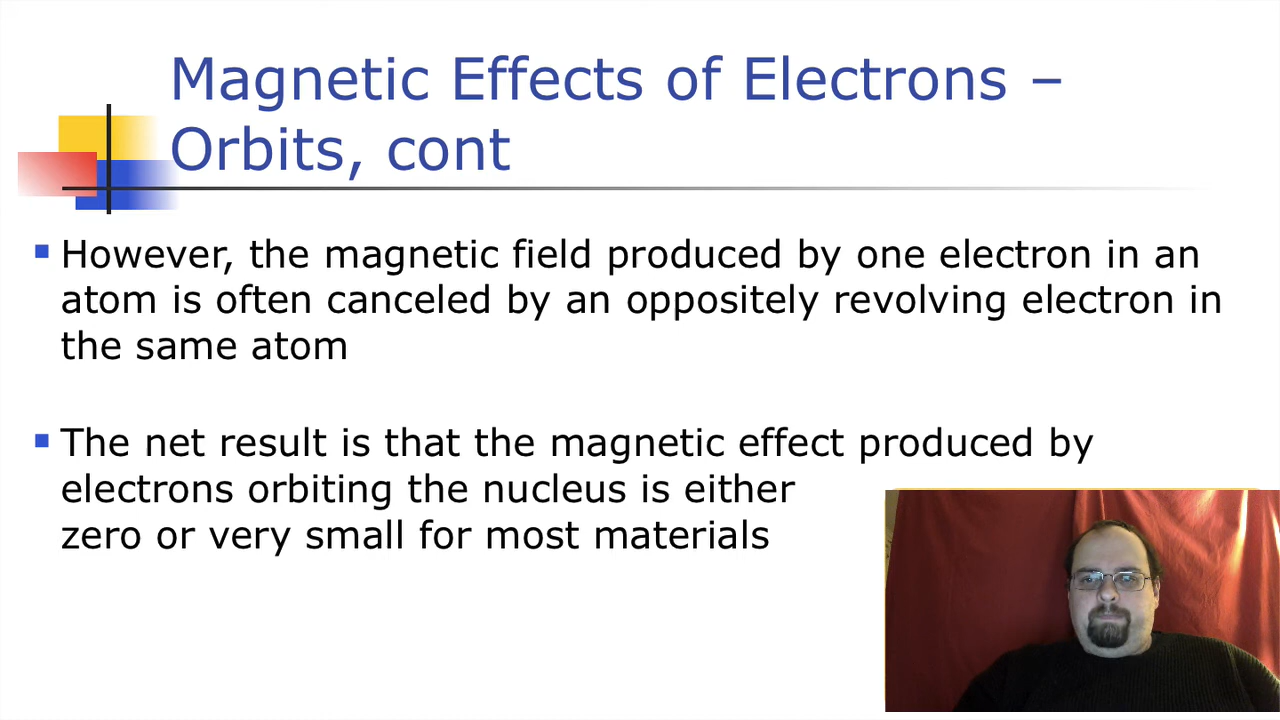 Magnetic Effects of Electrons –
Orbits, cont
However, the magnetic field produced by one electron in an
atom is often canceled by an oppositely revolving electron in
the same atom
The net result is that the magnetic effect produced by
electrons orbiting the nucleus is either
zero or very small for most materials